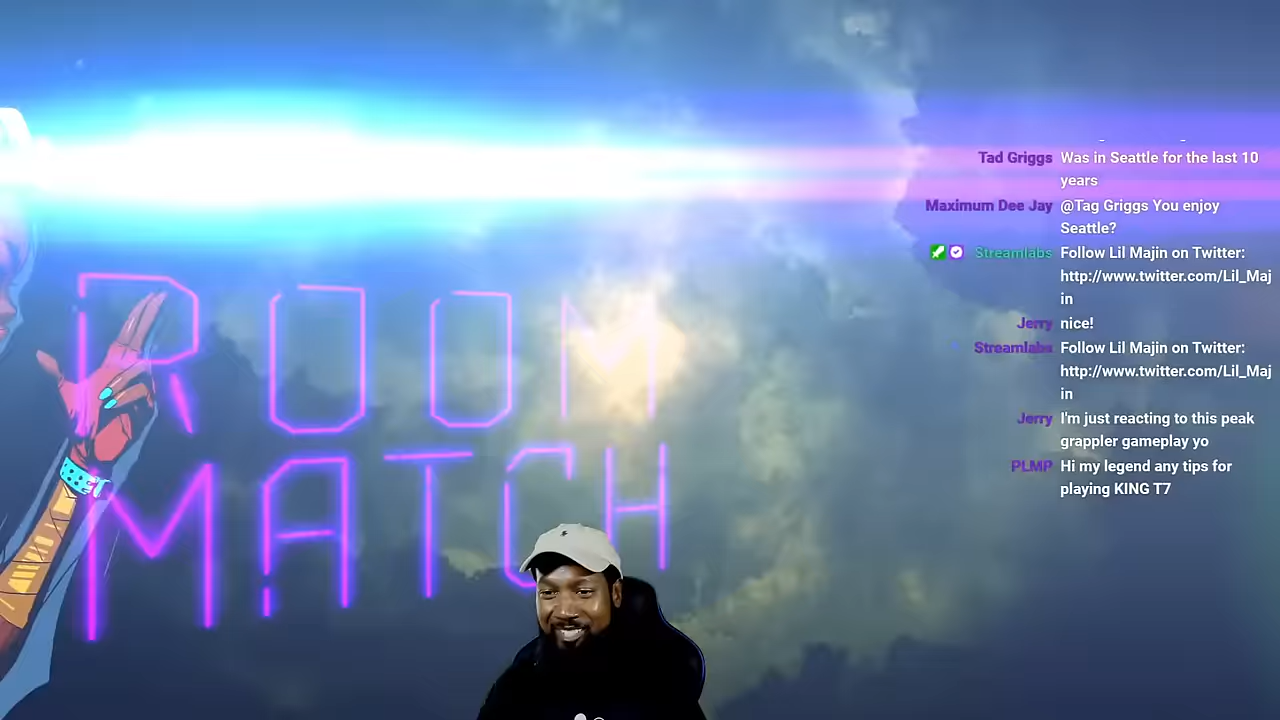 ROOM
MATCH
Tad Griggs Was in Seattle for the last 10
years
Maximum Dee Jay @Tag Griggs You enjoy
Seattle?
Streamlabs Follow Lil Majin on Twitter:
http://www.twitter.com/Lil_Maj
in
Jerry nice!
Streamlabs Follow Lil Majin on Twitter:
http://www.twitter.com/Lil_Maj
in
Jerry I'm just reacting to this peak
grappler gameplay yo
PLMP Hi my legend any tips for
playing KING T7